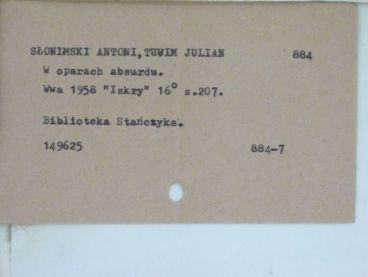 SŁONIMSKI ANTONI,TUWIM JULIAN 884
W oparach absurdu.
Wwa 1958 "Iskry" 16° s.207.
Biblioteka Stańczyka.
149625 884-7